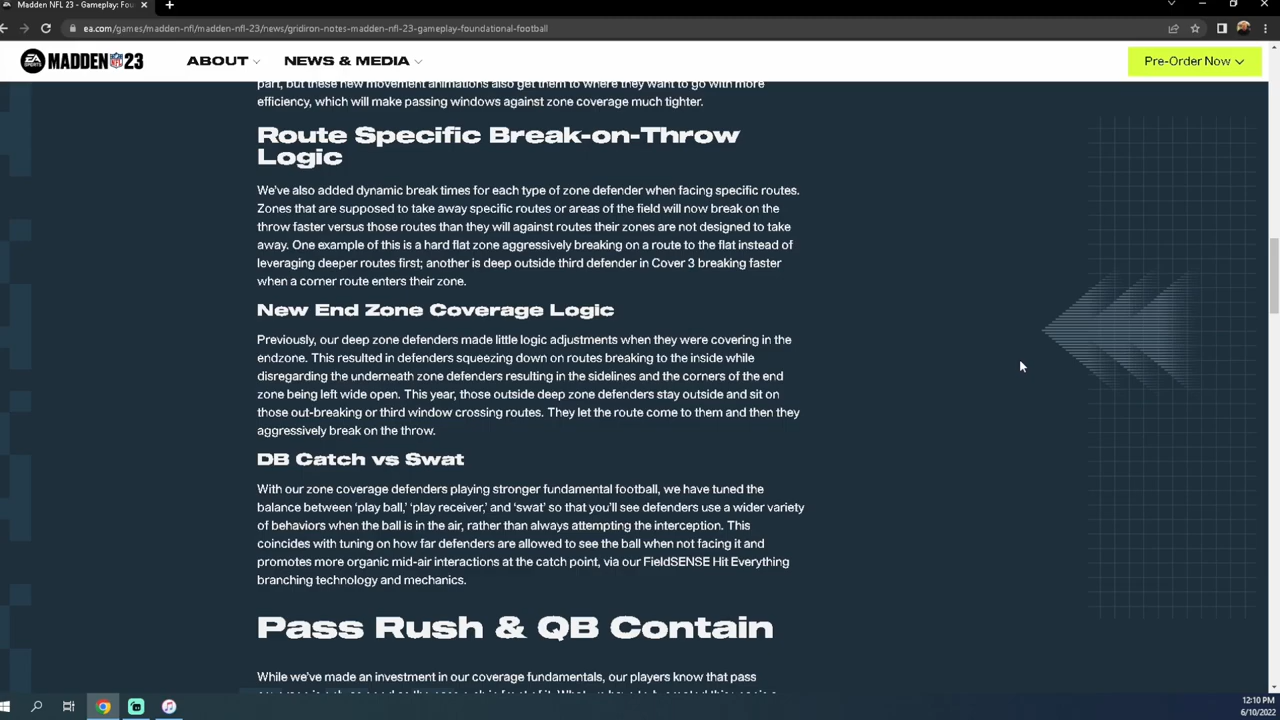 Madden NFL 23 - Gameplay: Fou
ea.com/games/madden-nfl/madden-nfl-23/news/gridiron-notes-madden-nfl-23-gameplay-foundational-football
EA SPORTS MADDEN NFL 23 ABOUT NEWS & MEDIA Pre-Order Now
part, but these new movement animations also get them to where they want to go with more
efficiency, which will make passing windows against zone coverage much tighter.
Route Specific Break-on-Throw
Logic
We've also added dynamic break times for each type of zone defender when facing specific routes.
Zones that are supposed to take away specific routes or areas of the field will now break on the
throw faster versus those routes than they will against routes their zones are not designed to take
away. One example of this is a hard flat zone aggressively breaking on a route to the flat instead of
leveraging deeper routes first; another is deep outside third defender in Cover 3 breaking faster
when a corner route enters their zone.
New End Zone Coverage Logic
Previously, our deep zone defenders made little logic adjustments when they were covering in the
endzone. This resulted in defenders squeezing down on routes breaking to the inside while
disregarding the underneath zone defenders resulting in the sidelines and the corners of the end
zone being left wide open. This year, those outside deep zone defenders stay outside and sit on
those out-breaking or third window crossing routes. They let the route come to them and then they
aggressively break on the throw.
DB Catch vs Swat
With our zone coverage defenders playing stronger fundamental football, we have tuned the
balance between 'play ball,' 'play receiver,' and 'swat' so that you'll see defenders use a wider variety
of behaviors when the ball is in the air, rather than always attempting the interception. This
coincides with tuning on how far defenders are allowed to see the ball when not facing it and
promotes more organic mid-air interactions at the catch point, via our FieldSENSE Hit Everything
branching technology and mechanics.
Pass Rush & QB Contain
While we've made an investment in our coverage fundamentals, our players know that pass
12:10 PM
6/10/2022